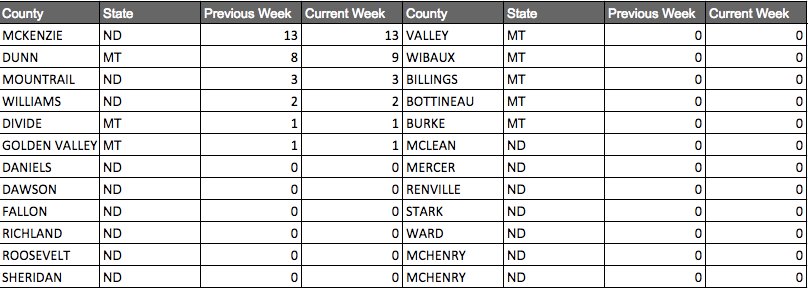 County State Previous Week Current Week County State Previous Week Current Week
MCKENZIE ND 13 13 VALLEY MT 0 0
DUNN MT 8 9 WIBAUX MT 0 0
MOUNTRAIL ND 3 3 BILLINGS MT 0 0
WILLIAMS ND 2 2 BOTTINEAU MT 0 0
DIVIDE MT 1 1 BURKE MT 0 0
GOLDEN VALLEY MT 1 1 MCLEAN ND 0 0
DANIELS ND 0 0 MERCER ND 0 0
DAWSON ND 0 0 RENVILLE ND 0 0
FALLON ND 0 0 STARK ND 0 0
RICHLAND ND 0 0 WARD ND 0 0
ROOSEVELT ND 0 0 MCHENRY ND 0 0
SHERIDAN ND 0 0 MCHENRY ND 0 0